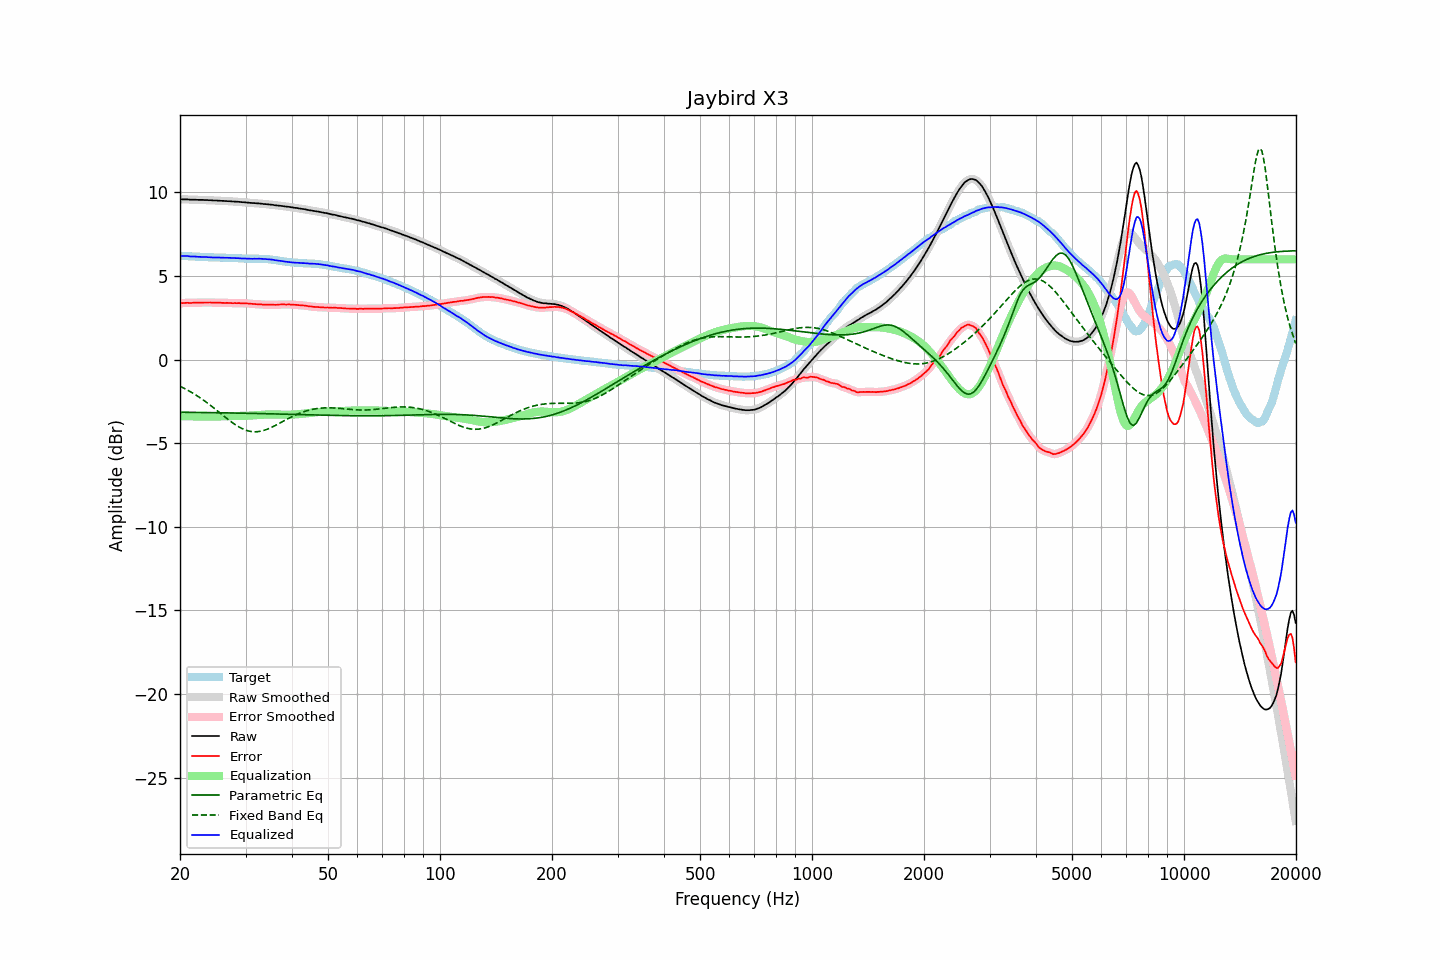 Jaybird X3
Amplitude (dBr)
10
5
0
−5
−10
−15
−20
−25
Target
Raw Smoothed
Error Smoothed
Raw
Error
Equalization
Parametric Eq
Fixed Band Eq
Equalized
20 50 100 200 500 1000 2000 5000 10000 20000
Frequency (Hz)